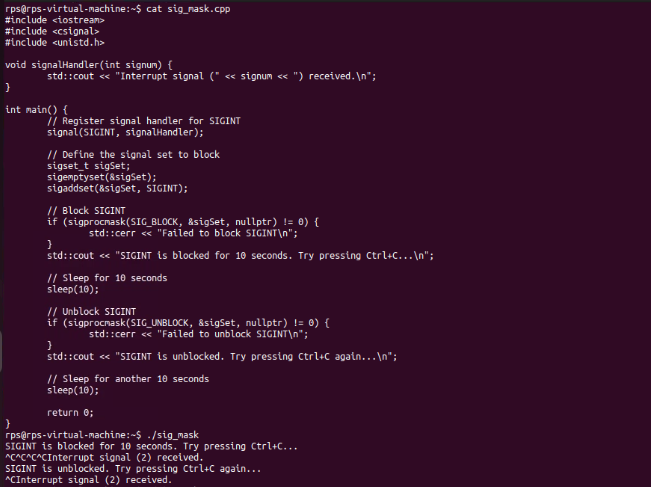 rps@rps-virtual-machine:~$ cat sig_mask.cpp
#include <iostream>
#include <csignal>
#include <unistd.h>

void signalHandler(int signum) {
        std::cout << "Interrupt signal (" << signum << ") received.\n";
}

int main() {
        // Register signal handler for SIGINT
        signal(SIGINT, signalHandler);

        // Define the signal set to block
        sigset_t sigSet;
        sigemptyset(&sigSet);
        sigaddset(&sigSet, SIGINT);

        // Block SIGINT
        if (sigprocmask(SIG_BLOCK, &sigSet, nullptr) != 0) {
                std::cerr << "Failed to block SIGINT\n";
        }
        std::cout << "SIGINT is blocked for 10 seconds. Try pressing Ctrl+C...\n";

        // Sleep for 10 seconds
        sleep(10);

        // Unblock SIGINT
        if (sigprocmask(SIG_UNBLOCK, &sigSet, nullptr) != 0) {
                std::cerr << "Failed to unblock SIGINT\n";
        }
        std::cout << "SIGINT is unblocked. Try pressing Ctrl+C again...\n";

        // Sleep for another 10 seconds
        sleep(10);

        return 0;
}
rps@rps-virtual-machine:~$ ./sig_mask
SIGINT is blocked for 10 seconds. Try pressing Ctrl+C...
^C^C^C^CInterrupt signal (2) received.
SIGINT is unblocked. Try pressing Ctrl+C again...
^CInterrupt signal (2) received.